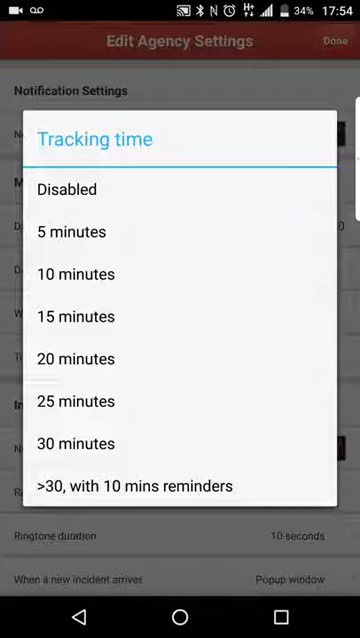 34% 17:54
Edit Agency Settings Done
Notification Settings
Tracking time
Disabled
5 minutes
10 minutes
15 minutes
20 minutes
25 minutes
30 minutes
>30, with 10 mins reminders
Ringtone duration 10 seconds
When a new incident arrives Popup window